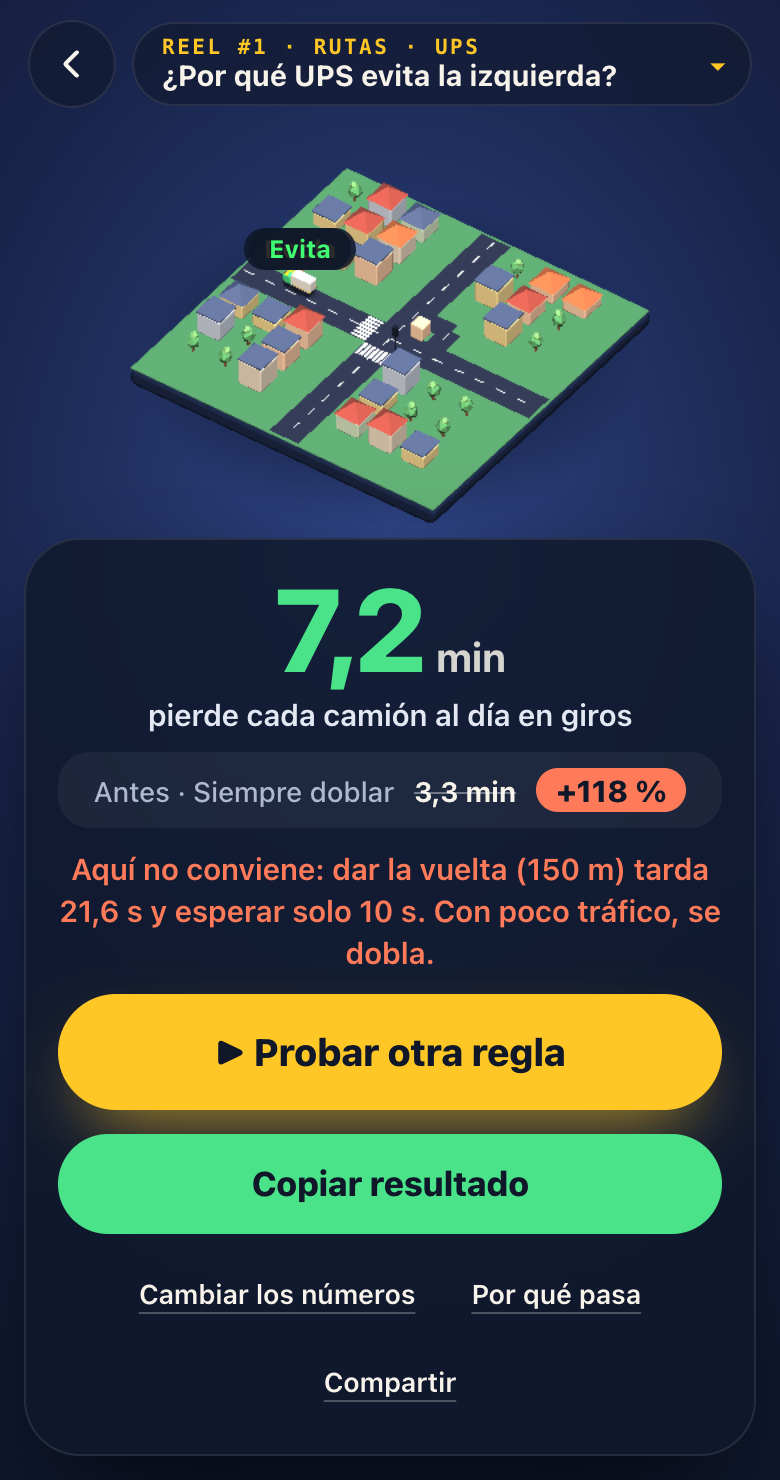 REEL #1 · RUTAS · UPS
¿Por qué UPS evita la izquierda?
Evita
7,2 min
pierde cada camión al día en giros
Antes · Siempre doblar 3,3 min +118 %
Aquí no conviene: dar la vuelta (150 m) tarda
21,6 s y esperar solo 10 s. Con poco tráfico, se
dobla.
Probar otra regla
Copiar resultado
Cambiar los números Por qué pasa
Compartir